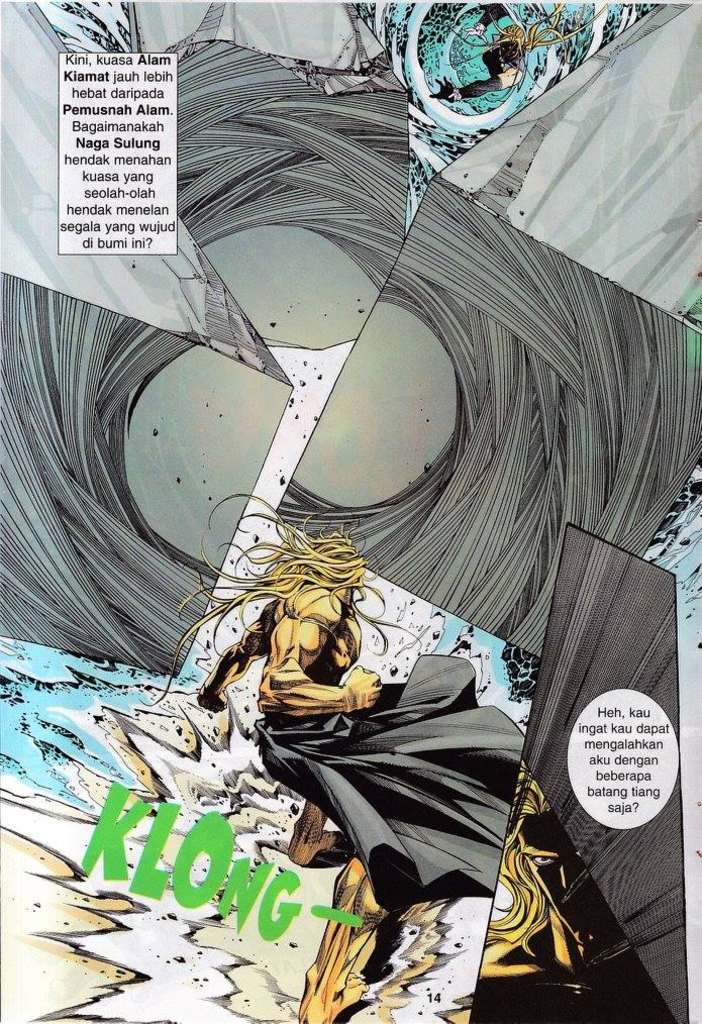 Kini, kuasa Alam
Kiamat jauh lebih
hebat daripada
Pemusnah Alam.
Bagaimanakah
Naga Sulung
hendak menahan
kuasa yang
seolah-olah
hendak menelan
segala yang wujud
di bumi ini?
Heh, kau
ingat kau dapat
mengalahkan
aku dengan
beberapa
batang tiang
saja?
KLONG—
14